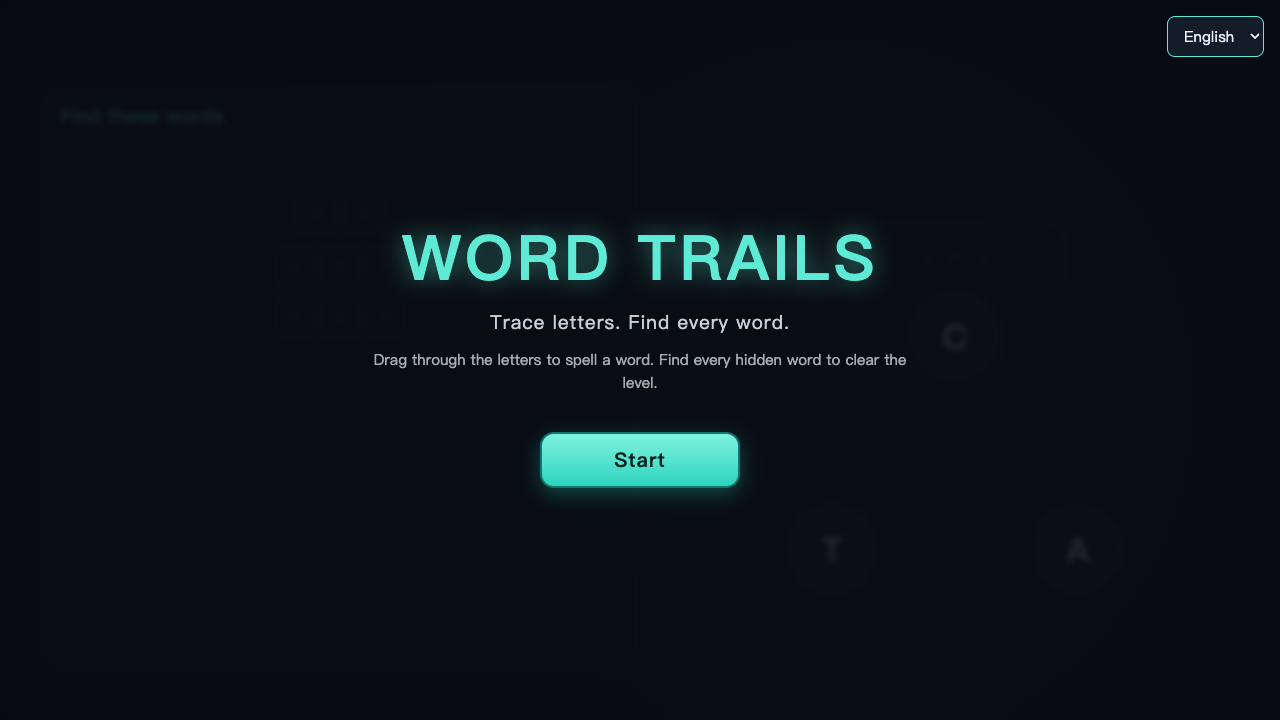 English
Find these words
WORD TRAILS
Trace letters. Find every word.
C
Drag through the letters to spell a word. Find every hidden word to clear the
level.
Start
T
A